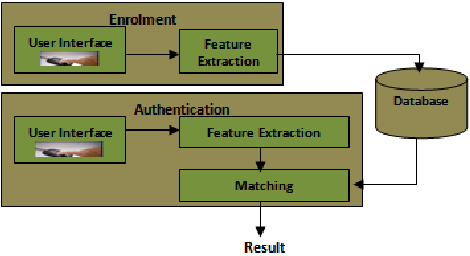 Enrolment
User Interface
Feature
Extraction
Database
Authentication
User Interface
Feature Extraction
Matching
Result